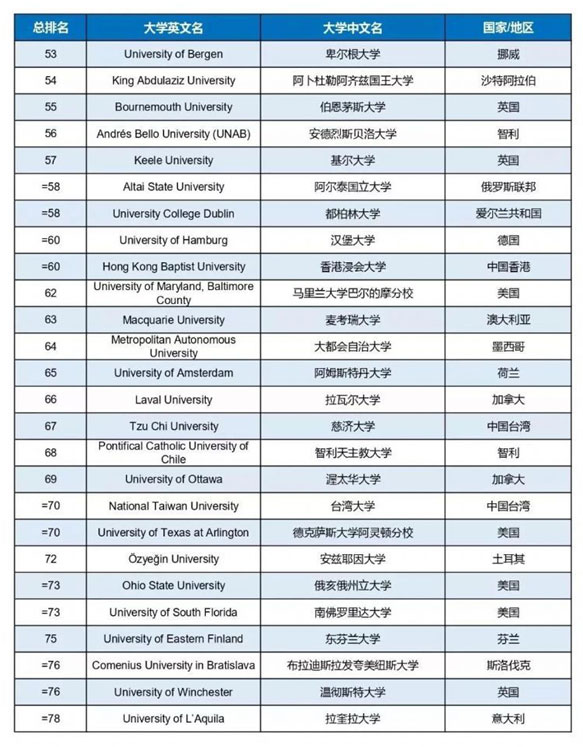 总排名 大学英文名 大学中文名 国家/地区
53 University of Bergen 卑尔根大学 挪威
54 King Abdulaziz University 阿卜杜勒阿齐兹国王大学 沙特阿拉伯
55 Bournemouth University 伯恩茅斯大学 英国
56 Andrés Bello University (UNAB) 安德烈斯贝洛大学 智利
57 Keele University 基尔大学 英国
=58 Altai State University 阿尔泰国立大学 俄罗斯联邦
=58 University College Dublin 都柏林大学 爱尔兰共和国
=60 University of Hamburg 汉堡大学 德国
=60 Hong Kong Baptist University 香港浸会大学 中国香港
62 University of Maryland, Baltimore County 马里兰大学巴尔的摩分校 美国
63 Macquarie University 麦考瑞大学 澳大利亚
64 Metropolitan Autonomous University 大都会自治大学 墨西哥
65 University of Amsterdam 阿姆斯特丹大学 荷兰
66 Laval University 拉瓦尔大学 加拿大
67 Tzu Chi University 慈济大学 中国台湾
68 Pontifical Catholic University of Chile 智利天主教大学 智利
69 University of Ottawa 渥太华大学 加拿大
=70 National Taiwan University 台湾大学 中国台湾
=70 University of Texas at Arlington 德克萨斯大学阿灵顿分校 美国
72 Özyeğin University 安兹耶因大学 土耳其
=73 Ohio State University 俄亥俄州立大学 美国
=73 University of South Florida 南佛罗里达大学 美国
75 University of Eastern Finland 东芬兰大学 芬兰
=76 Comenius University in Bratislava 布拉迪斯拉发夸美纽斯大学 斯洛伐克
=76 University of Winchester 温彻斯特大学 英国
=78 University of L'Aquila 拉奎拉大学 意大利